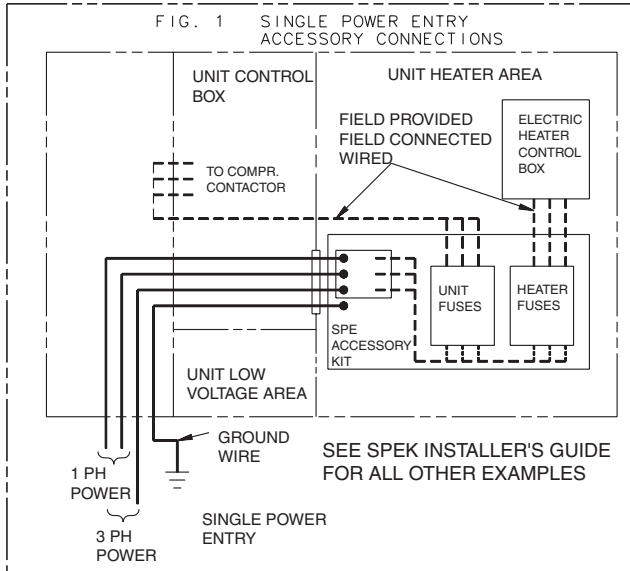 FIG. 1 SINGLE POWER ENTRY
ACCESSORY CONNECTIONS
UNIT CONTROL
BOX
UNIT HEATER AREA
FIELD PROVIDED
FIELD CONNECTED
WIRED
ELECTRIC
HEATER
CONTROL
BOX
TO COMPR.
CONTACTOR
UNIT
FUSES
HEATER
FUSES
SPE
ACCESSORY
KIT
UNIT LOW
VOLTAGE AREA
GROUND
WIRE
SEE SPEK INSTALLER'S GUIDE
FOR ALL OTHER EXAMPLES
1 PH
POWER
3 PH
POWER
SINGLE POWER
ENTRY